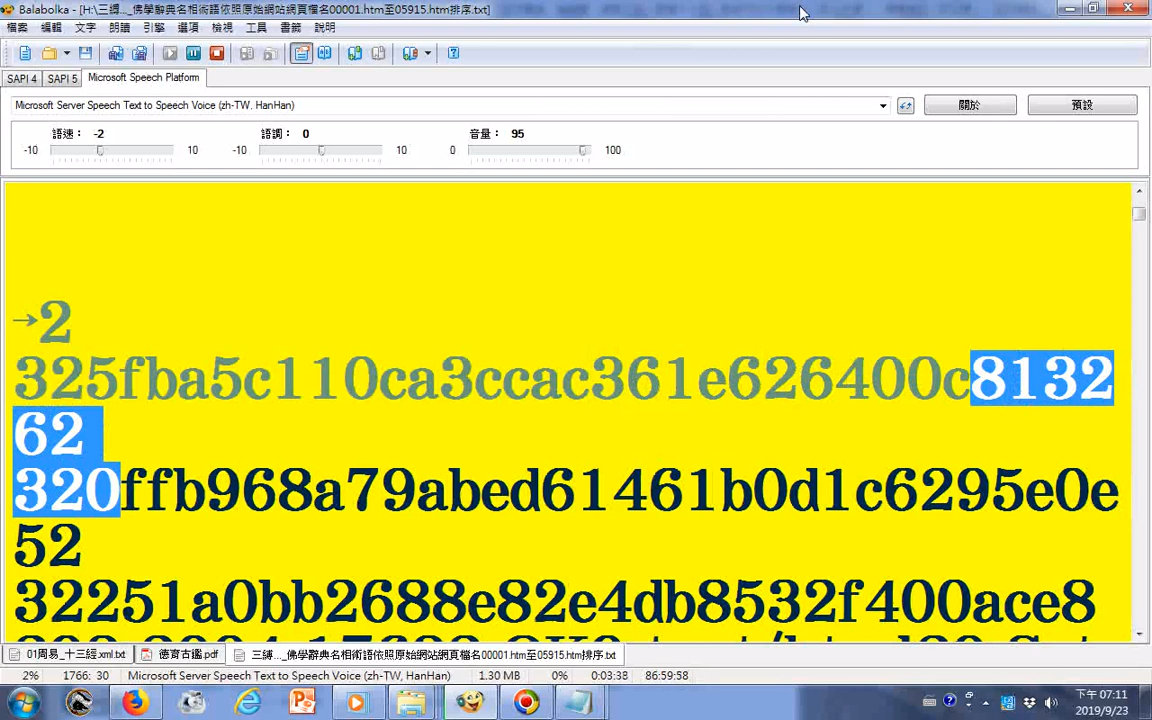 Balabolka - [H:\三縛..._佛學辭典名相術語依照原始網站網頁檔名00001.htm至05915.htm排序.txt]
檔案 編輯 文字 朗讀 引擎 選項 檢視 工具 書籤 說明
SAPI 4 SAPI 5 Microsoft Speech Platform
Microsoft Server Speech Text to Speech Voice (zh-TW, HanHan) 關於 預設
語速： -2 語調： 0 音量： 95
-10 10 -10 10 0 100
→2
325fba5c110ca3ccac361e626400c8132
62
320ffb968a79abed61461b0d1c6295e0e
52
32251a0bb2688e82e4db8532f400ace8
01周易_十三經.xml.txt 德育古鑑.pdf 三縛..._佛學辭典名相術語依照原始網站網頁檔名00001.htm至05915.htm排序.txt
2% 1766: 30 Microsoft Server Speech Text to Speech Voice (zh-TW, HanHan) 1.30 MB 0% 0:03:38 86:59:58
下午 07:11
2019/9/23